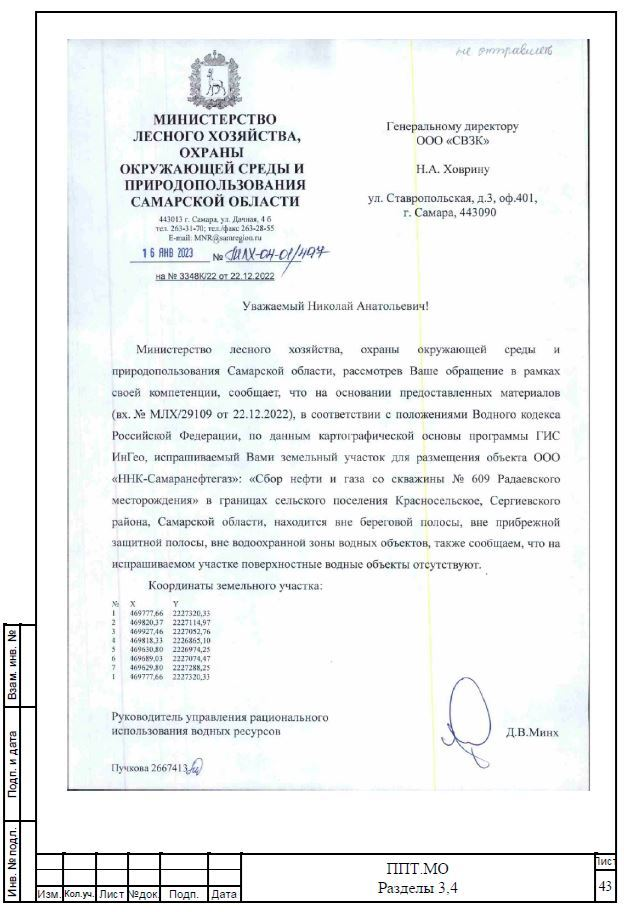 не отправлев
МИНИСТЕРСТВО
ЛЕСНОГО ХОЗЯЙСТВА,
ОХРАНЫ
ОКРУЖАЮЩЕЙ СРЕДЫ И
ПРИРОДОПОЛЬЗОВАНИЯ
САМАРСКОЙ ОБЛАСТИ
443013 г. Самара, ул. Дачная, 4 б
тел. 263-31-70; тел./факс 263-28-55
E-mail: MNR@samregion.ru
16 ЯНВ 2023 № МЛХ-04-01/497
на № 3348К/22 от 22.12.2022
Генеральному директору
ООО «СВЗК»
Н.А. Ховрину
ул. Ставропольская, д.3, оф.401,
г. Самара, 443090
Уважаемый Николай Анатольевич!
Министерство лесного хозяйства, охраны окружающей среды и
природопользования Самарской области, рассмотрев Ваше обращение в рамках
своей компетенции, сообщает, что на основании предоставленных материалов
(вх. № МЛХ/29109 от 22.12.2022), в соответствии с положениями Водного кодекса
Российской Федерации, по данным картографической основы программы ГИС
ИнГео, испрашиваемый Вами земельный участок для размещения объекта ООО
«ННК-Самаранефтегаз»: «Сбор нефти и газа со скважины № 609 Радаевского
месторождения» в границах сельского поселения Красносельское, Сергиевского
района, Самарской области, находится вне береговой полосы, вне прибрежной
защитной полосы, вне водоохранной зоны водных объектов, также сообщаем, что на
испрашиваемом участке поверхностные водные объекты отсутствуют.
Координаты земельного участка:
№ X Y
1 469777,66 2227320,33
2 469820,37 2227114,97
3 469927,46 2227052,76
4 469818,33 2226865,10
5 469630,80 2226974,25
6 469689,03 2227074,47
7 469629,80 2227288,25
1 469777,66 2227320,33
Руководитель управления рационального
использования водных ресурсов
Д.В.Минх
Пучкова 2667413
Взам. инв. №
Подп. и дата
Инв. № подл.
Изм. Кол.уч. Лист №док. Подп. Дата
ППТ.МО
Разделы 3,4
Лист
43